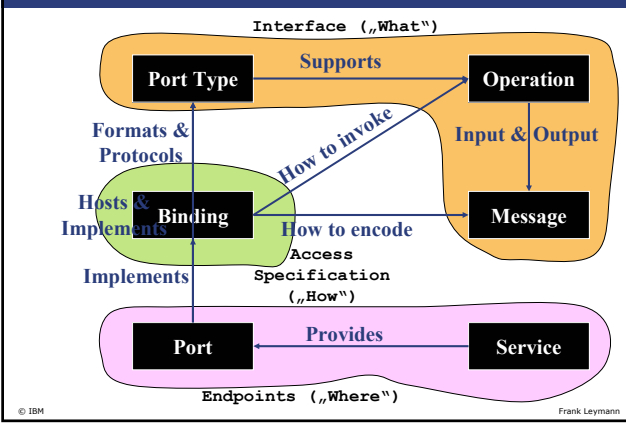 Interface („What“)
Port Type
Supports
Operation
Formats &
Protocols
How to invoke
Input & Output
Hosts &
Implements
Binding
How to encode
Message
Implements
Access
Specification
(„How“)
Port
Provides
Service
Endpoints („Where“)
© IBM
Frank Leymann